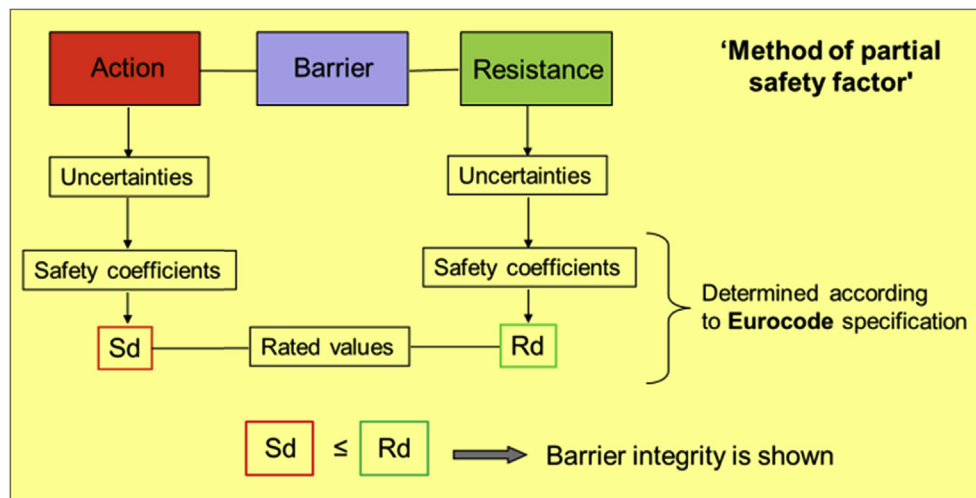 Action
Barrier
Resistance
‘Method of partial
safety factor'
Uncertainties
Uncertainties
Safety coefficients
Safety coefficients
Determined according
to Eurocode specification
Sd
Rated values
Rd
Sd ≤ Rd
Barrier integrity is shown